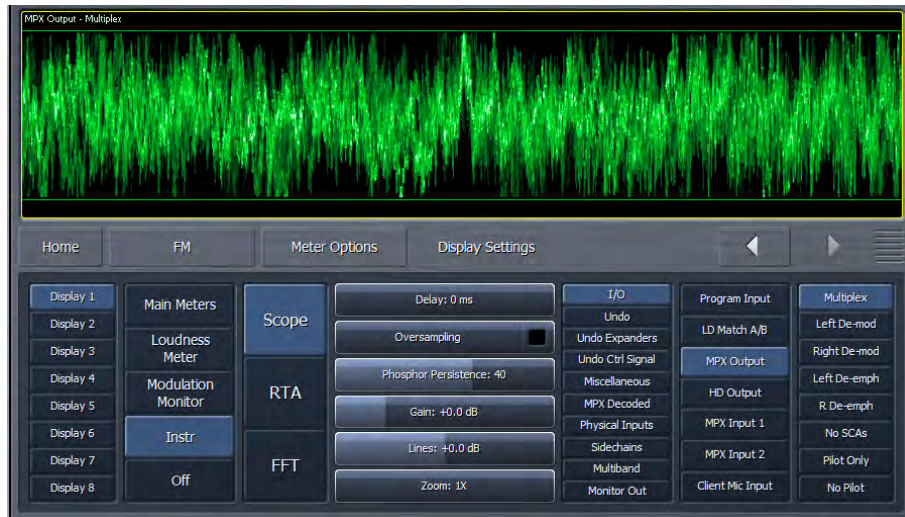 MPX Output - Multiplex
Home
FM
Meter Options
Display Settings
Display 1
Display 2
Display 3
Display 4
Display 5
Display 6
Display 7
Display 8
Main Meters
Loudness
Meter
Modulation
Monitor
Instr
Off
Scope
RTA
FFT
Delay: 0 ms
Oversampling
Phosphor Persistence: 40
Gain: +0.0 dB
Lines: +0.0 dB
Zoom: 1X
I/O
Undo
Undo Expanders
Undo Ctrl Signal
Miscellaneous
MPX Decoded
Physical Inputs
Sidechains
Multiband
Monitor Out
Program Input
LD Match A/B
MPX Output
HD Output
MPX Input 1
MPX Input 2
Client Mic Input
Multiplex
Left De-mod
Right De-mod
Left De-emph
R De-emph
No SCAs
Pilot Only
No Pilot